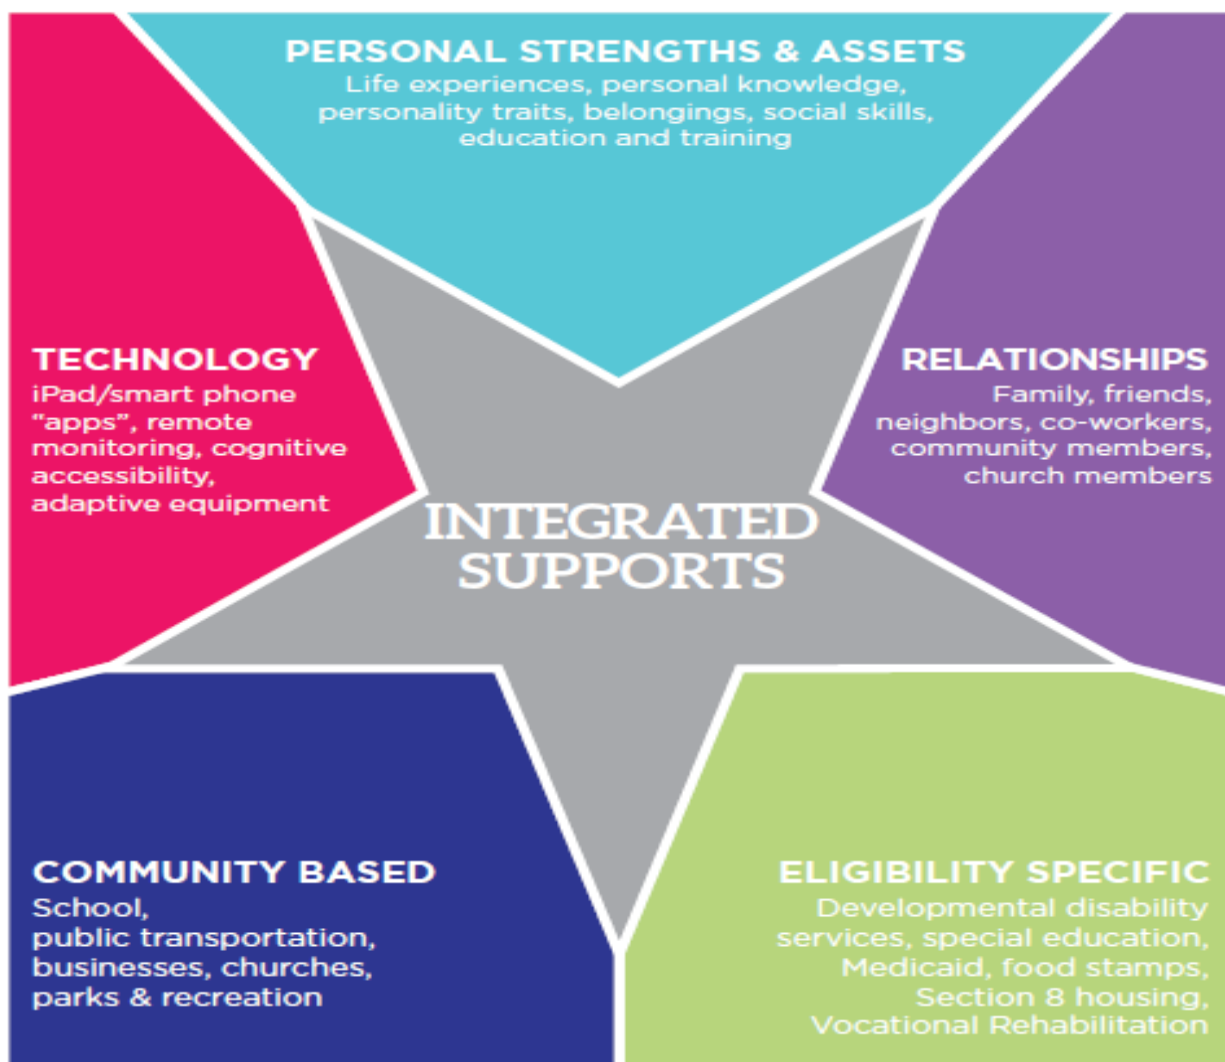 PERSONAL STRENGTHS & ASSETS
Life experiences, personal knowledge,
personality traits, belongings, social skills,
education and training
TECHNOLOGY
iPad/smart phone
“apps”, remote
monitoring, cognitive
accessibility,
adaptive equipment
RELATIONSHIPS
Family, friends,
neighbors, co-workers,
community members,
church members
INTEGRATED
SUPPORTS
COMMUNITY BASED
School,
public transportation,
businesses, churches,
parks & recreation
ELIGIBILITY SPECIFIC
Developmental disability
services, special education,
Medicaid, food stamps,
Section 8 housing,
Vocational Rehabilitation